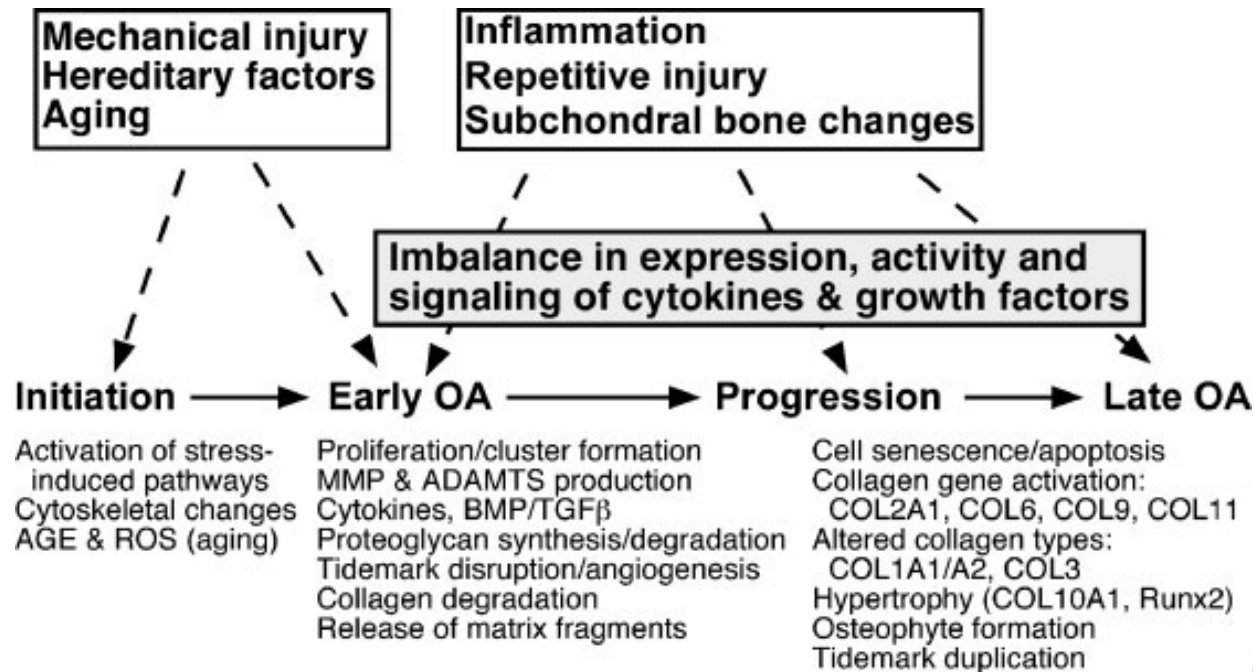 Mechanical injury
Hereditary factors
Aging
Inflammation
Repetitive injury
Subchondral bone changes
Imbalance in expression, activity and
signaling of cytokines & growth factors
Initiation
Early OA
Progression
Late OA
Activation of stress-
induced pathways
Cytoskeletal changes
AGE & ROS (aging)
Proliferation/cluster formation
MMP & ADAMTS production
Cytokines, BMP/TGFβ
Proteoglycan synthesis/degradation
Tidemark disruption/angiogenesis
Collagen degradation
Release of matrix fragments
Cell senescence/apoptosis
Collagen gene activation:
COL2A1, COL6, COL9, COL11
Altered collagen types:
COL1A1/A2, COL3
Hypertrophy (COL10A1, Runx2)
Osteophyte formation
Tidemark duplication